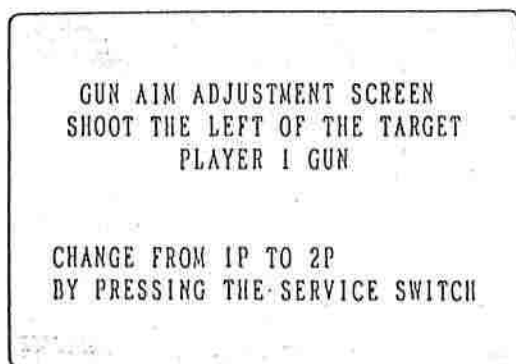 GUN AIM ADJUSTMENT SCREEN
SHOOT THE LEFT OF THE TARGET
PLAYER 1 GUN
CHANGE FROM 1P TO 2P
BY PRESSING THE SERVICE SWITCH